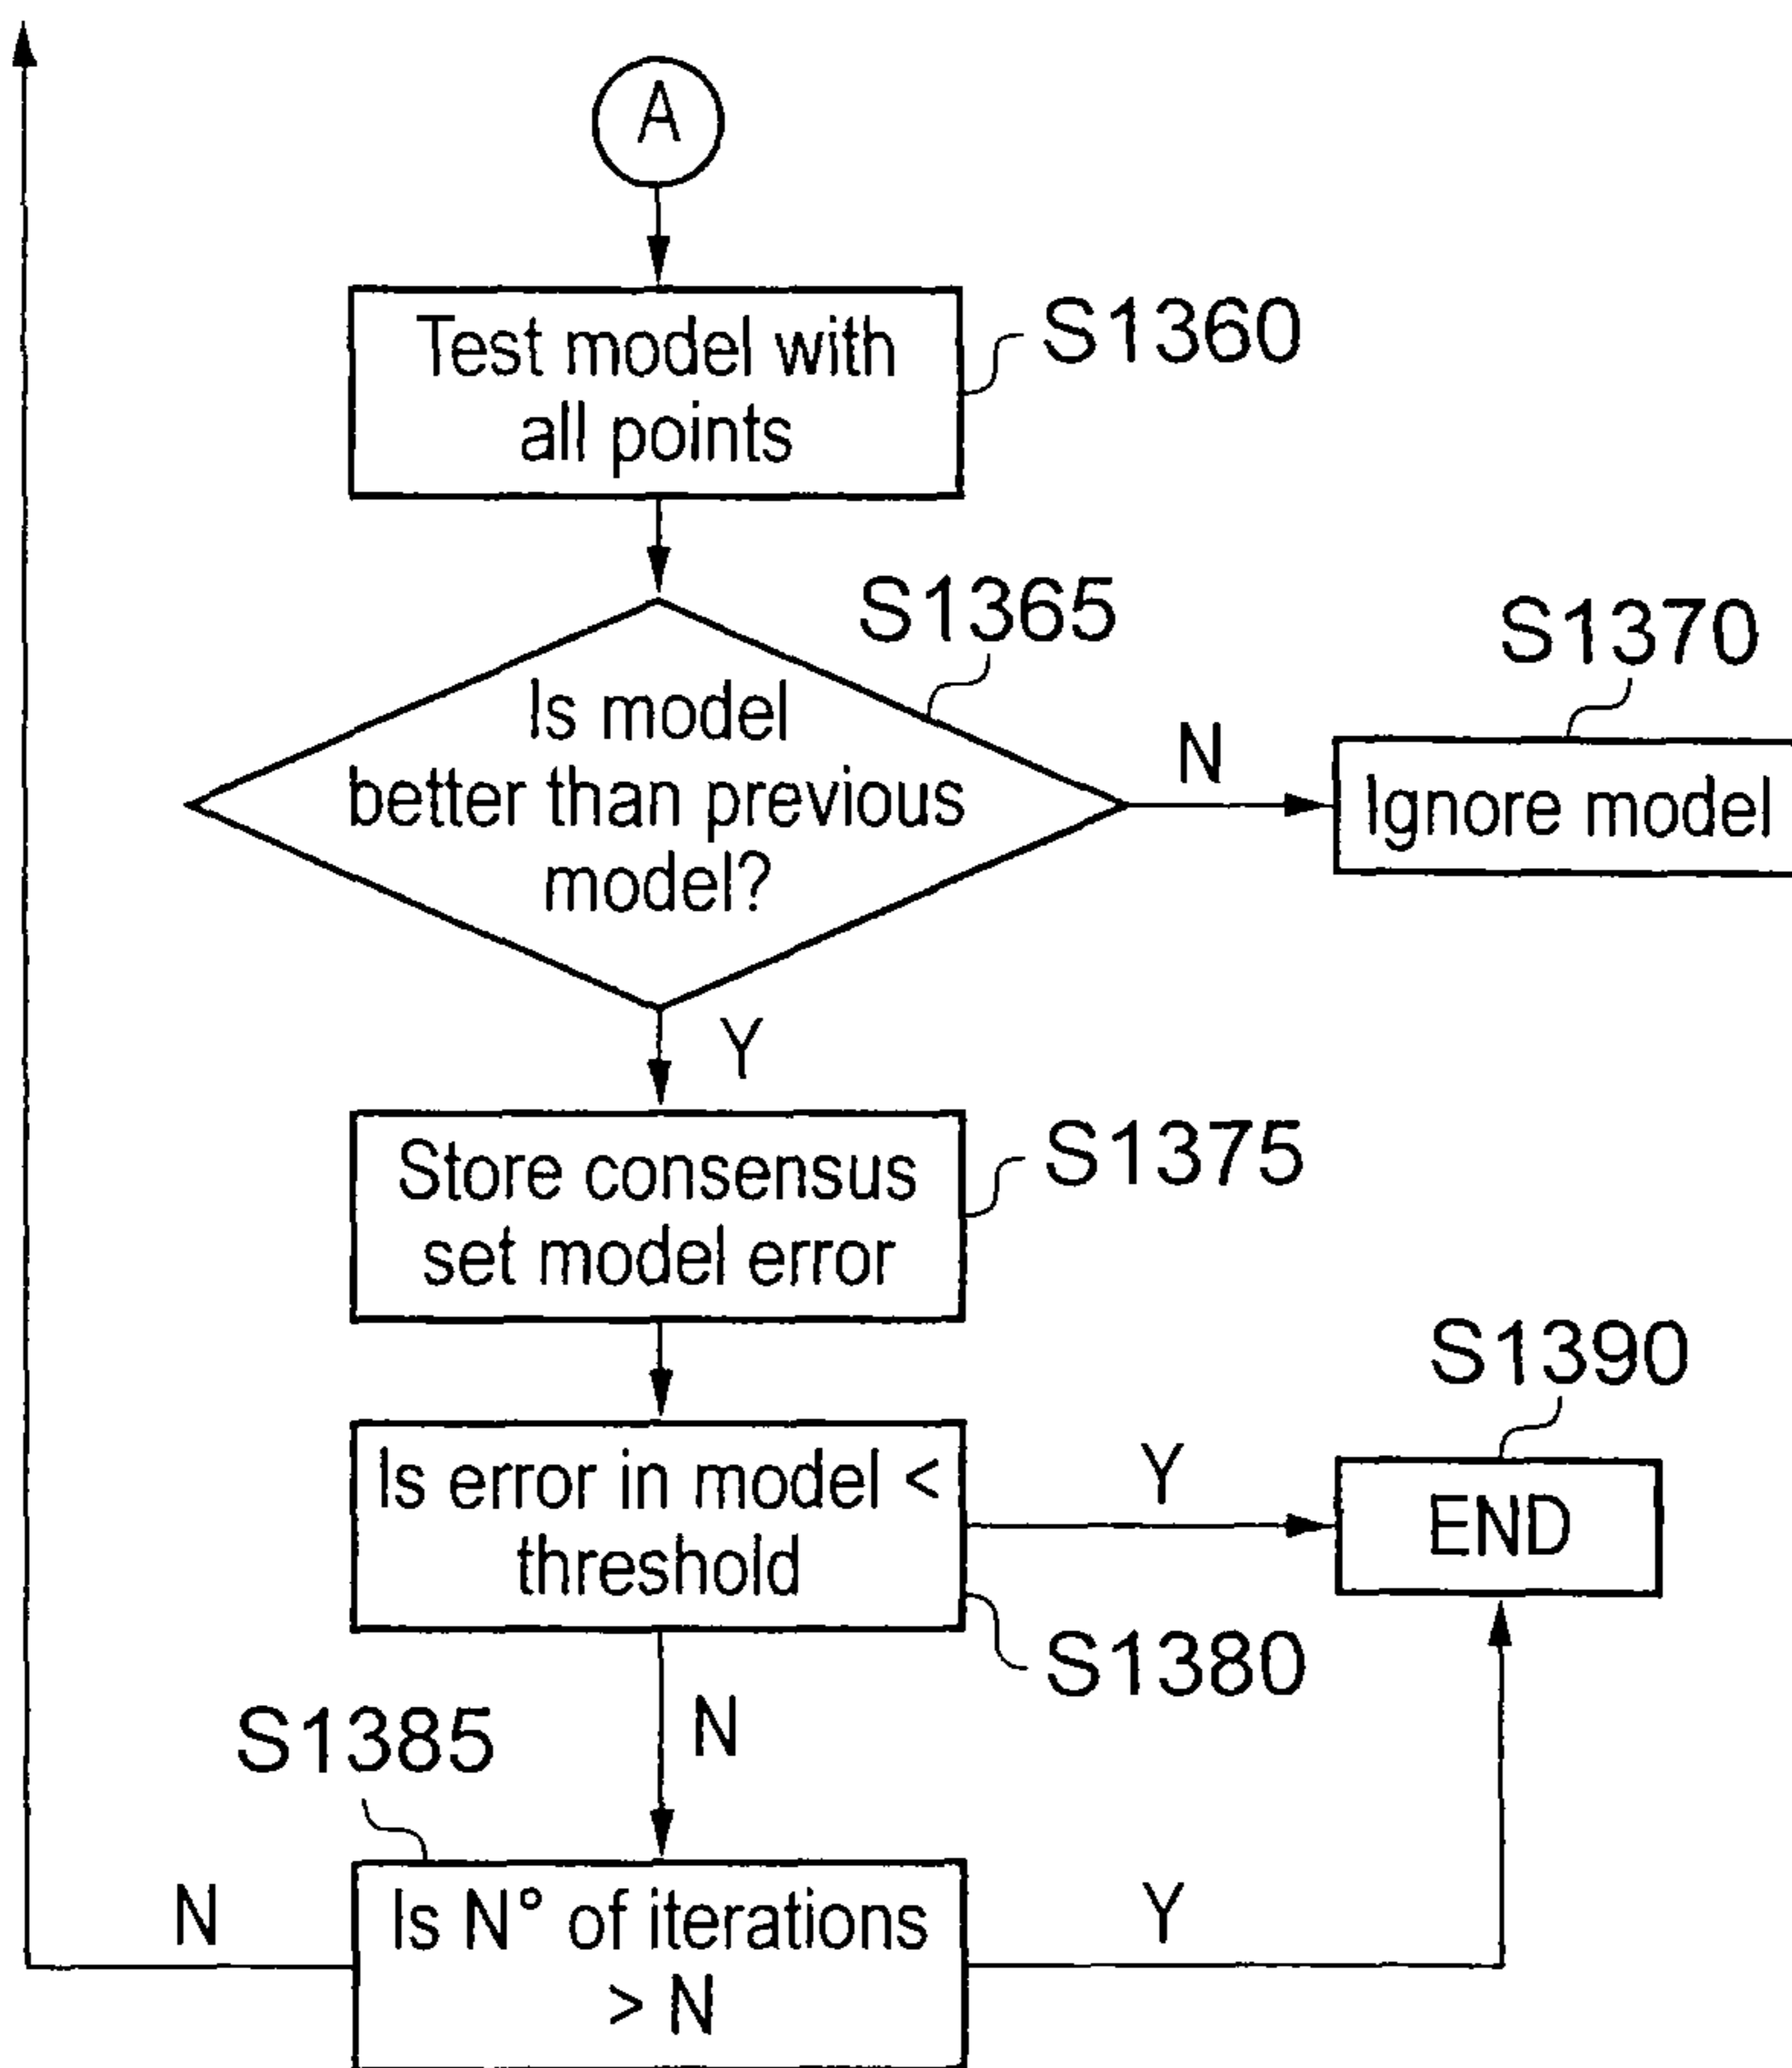 A
Test model with
all points
S1360
S1365
Is model
better than previous
model?
N
S1370
Ignore model
Y
Store consensus
set model error
S1375
Is error in model <
threshold
S1380
Y
S1390
END
N
S1385
Is N° of iterations
> N
N
Y